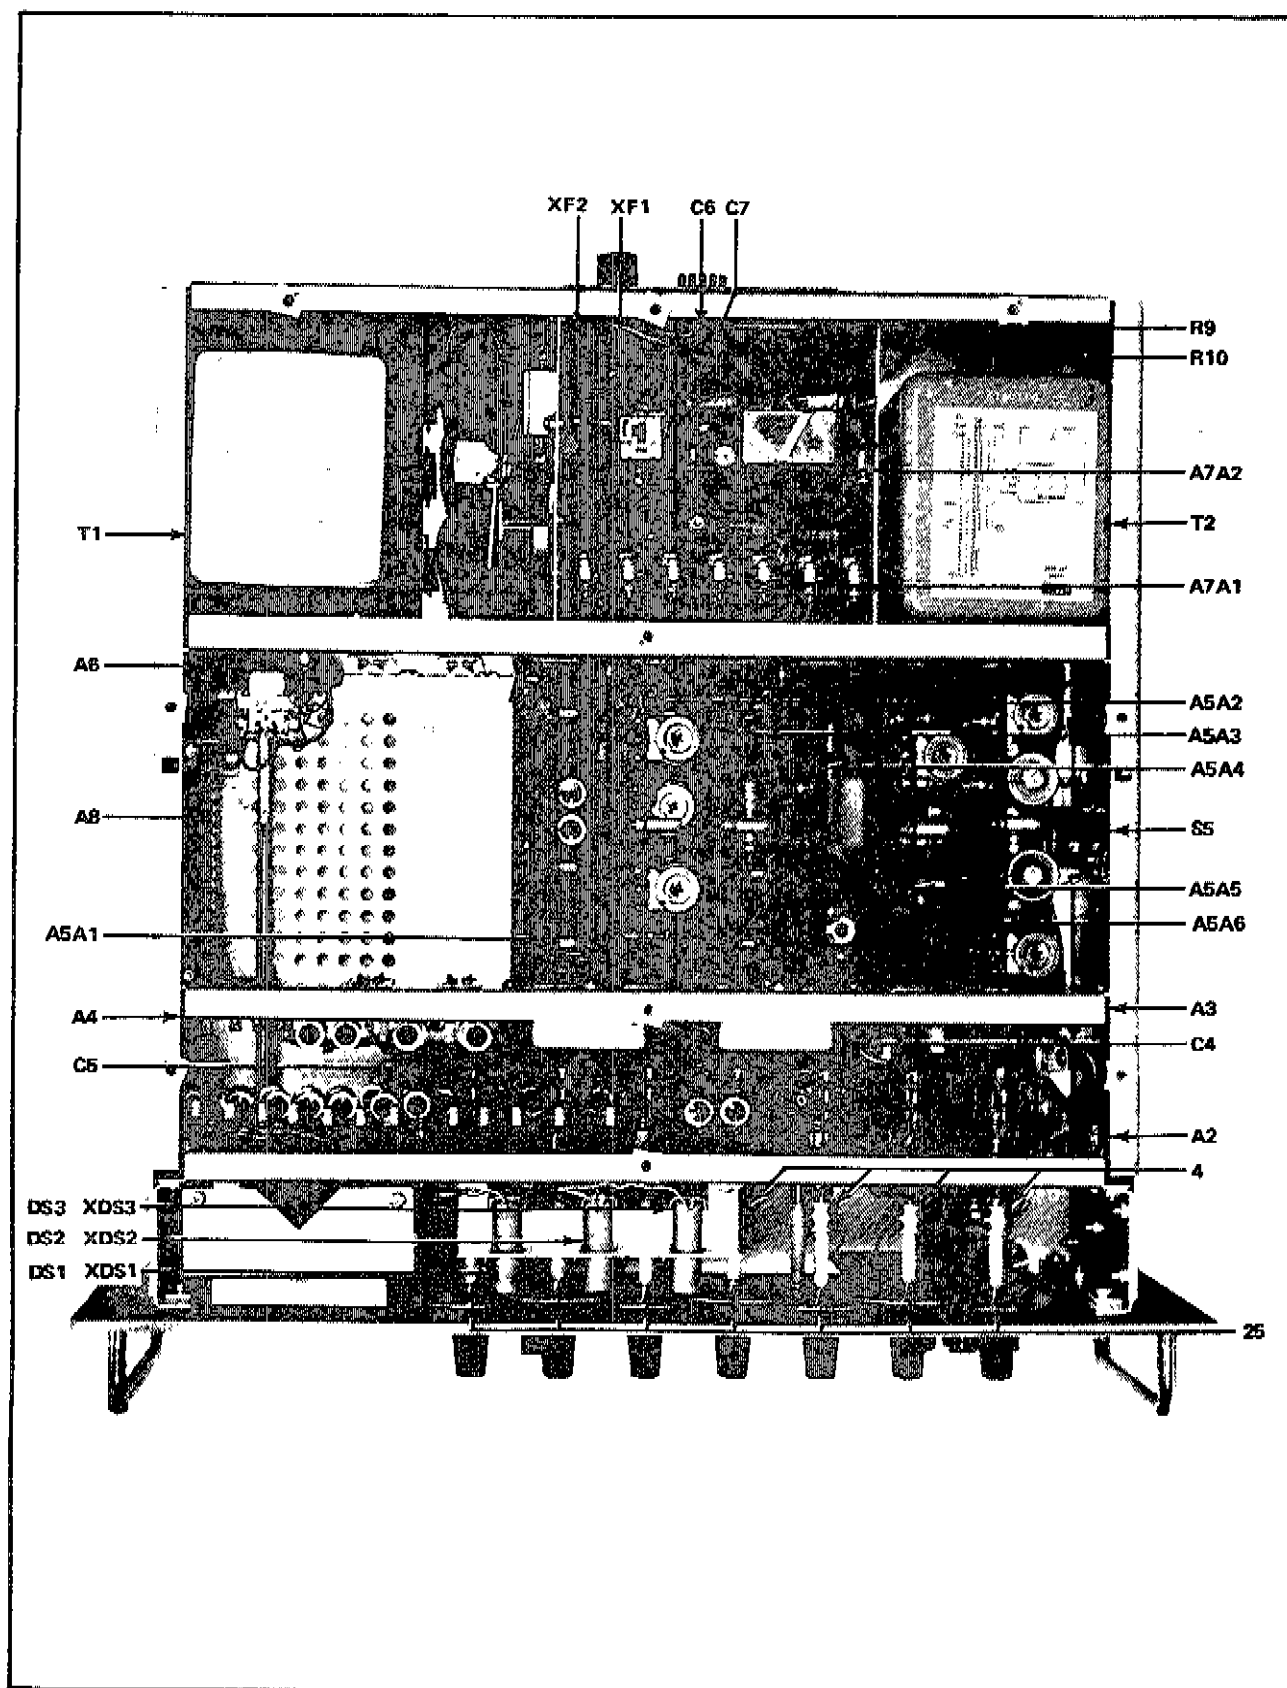 XF2 XF1 C6 C7
R9
R10
A7A2
T1
T2
A7A1
A6
A5A2
A5A3
A5A4
A8
S5
A5A5
A5A6
A5A1
A3
A4
C4
C5
A2
4
DS3 XDS3
DS2 XDS2
DS1 XDS1
25